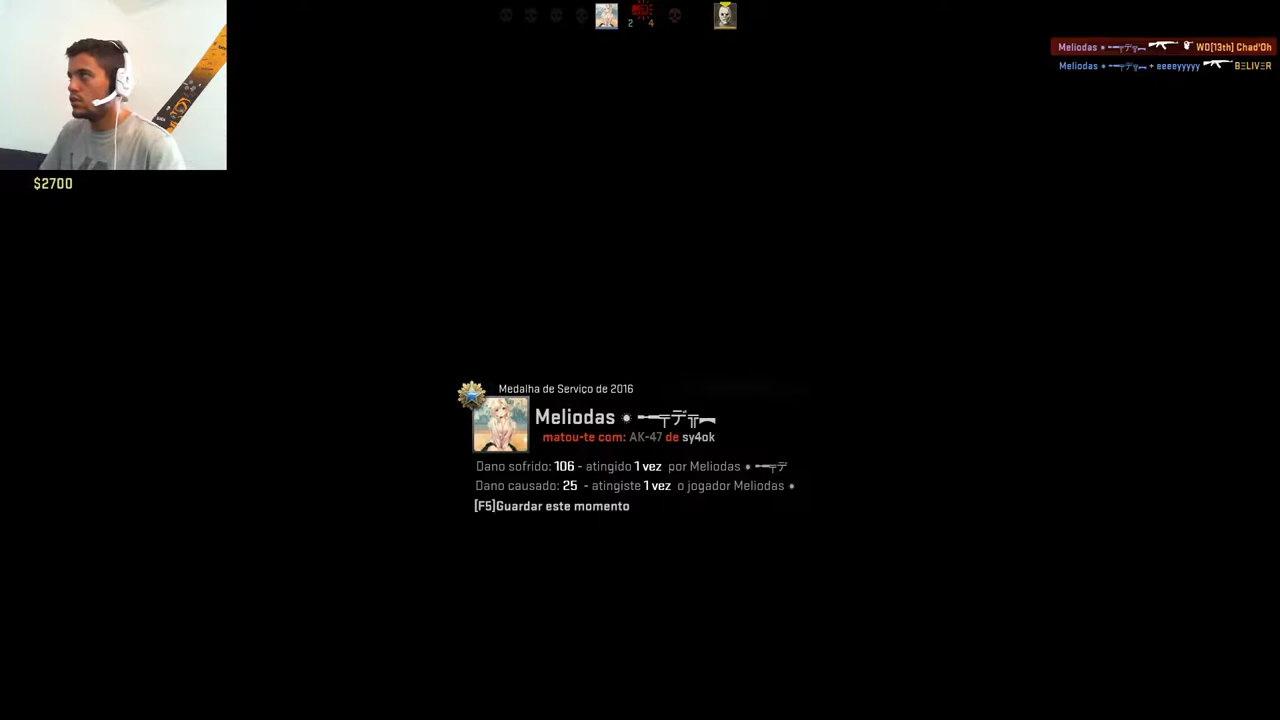 2 4
Meliodas ☀ ︻┳デ╦︻ WD[13th] Chad'Oh
Meliodas ☀ ︻┳デ╦︻ + eeeeyyyyy BΞLIVΞR
$2700
Medalha de Serviço de 2016
Meliodas ☀ ︻┳デ╦︻
matou-te com: AK-47 de sy4ok
Dano sofrido: 106 - atingido 1 vez por Meliodas ☀ ︻┳デ
Dano causado: 25 - atingiste 1 vez o jogador Meliodas ☀
[F5]Guardar este momento